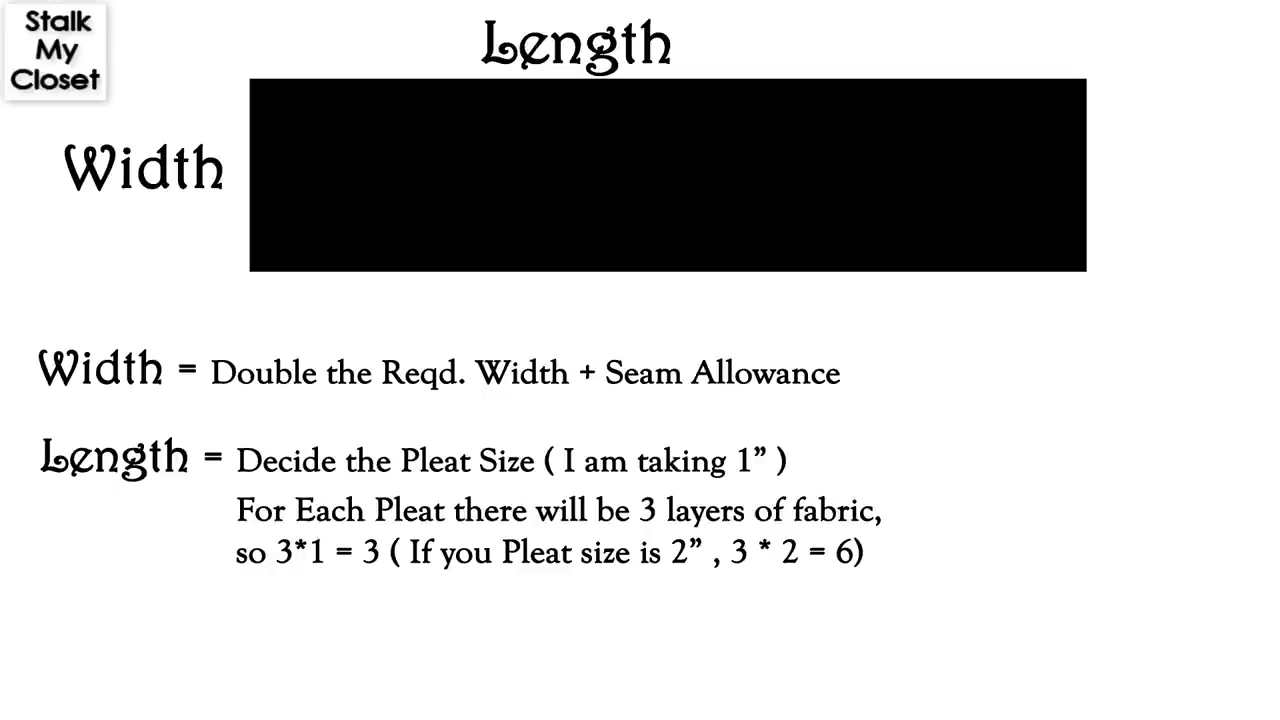 Stalk
My
Closet
Length
Width
Width = Double the Reqd. Width + Seam Allowance
Length = Decide the Pleat Size ( I am taking 1” )
For Each Pleat there will be 3 layers of fabric,
so 3*1 = 3 ( If you Pleat size is 2” , 3 * 2 = 6)